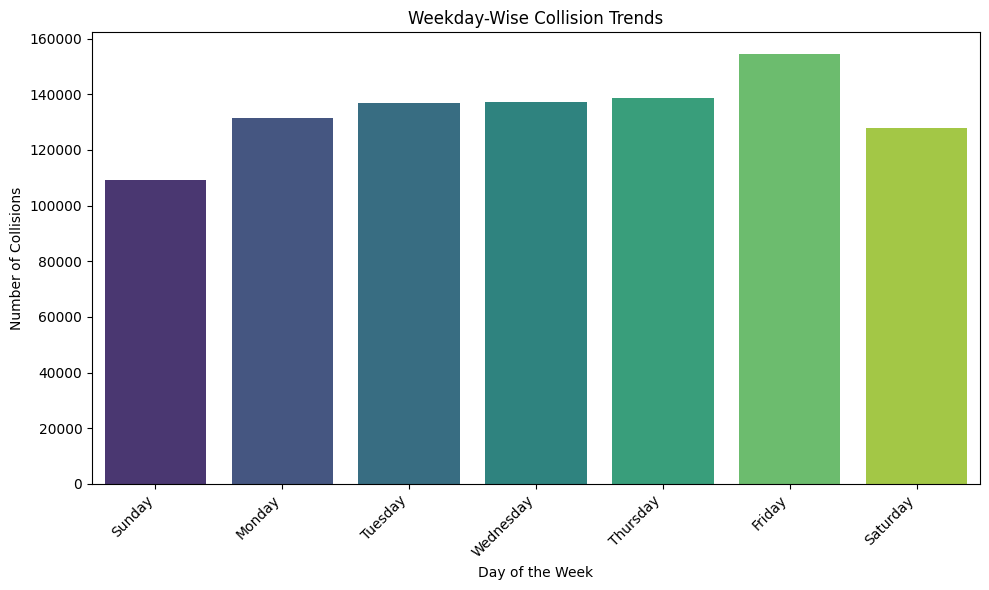 Weekday-Wise Collision Trends
Number of Collisions
160000
140000
120000
100000
80000
60000
40000
20000
0
Sunday
Monday
Tuesday
Wednesday
Thursday
Friday
Saturday
Day of the Week